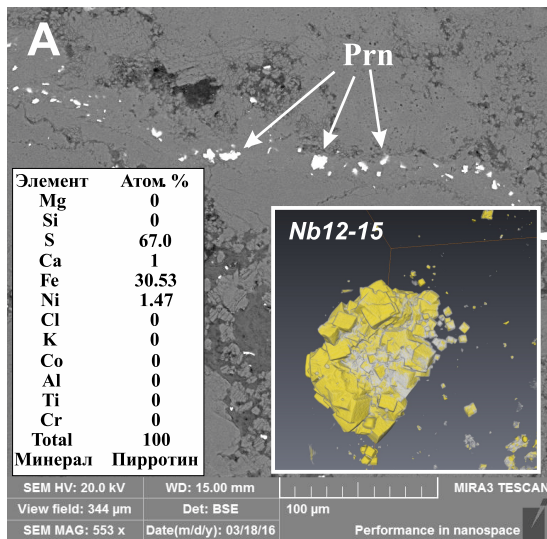 A
Prn
Элемент Атом. %
Mg 0
Si 0
S 67.0
Ca 1
Fe 30.53
Ni 1.47
Cl 0
K 0
Co 0
Al 0
Ti 0
Cr 0
Total 100
Минерал Пирротин
Nb12-15
SEM HV: 20.0 kV WD: 15.00 mm MIRA3 TESCAN
View field: 344 µm Det: BSE 100 µm
SEM MAG: 553 x Date(m/d/y): 03/18/16 Performance in nanospace